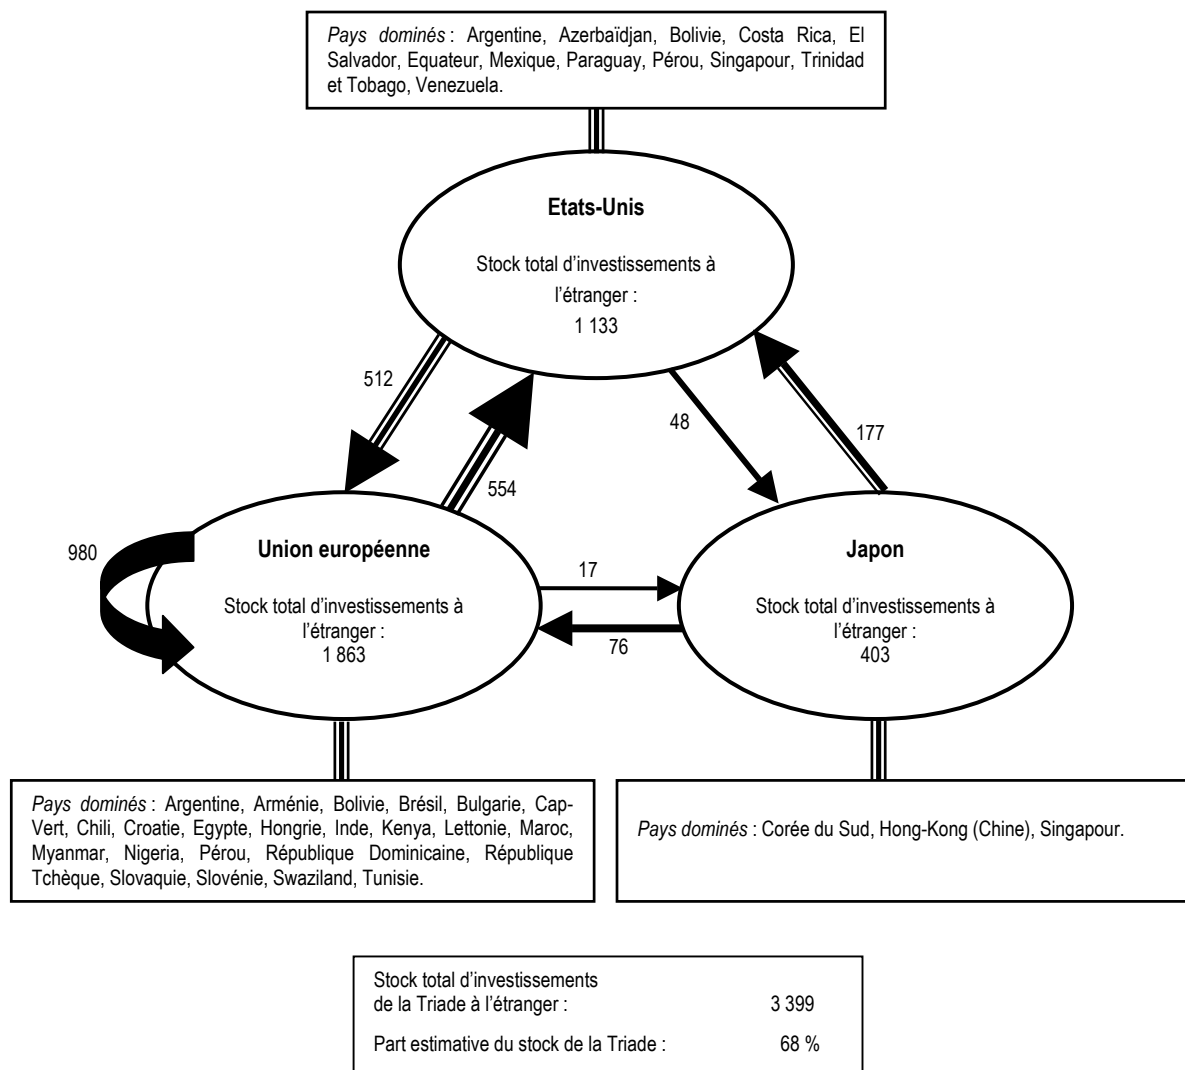 Pays dominés : Argentine, Azerbaïdjan, Bolivie, Costa Rica, El
Salvador, Equateur, Mexique, Paraguay, Pérou, Singapour, Trinidad
et Tobago, Venezuela.
Etats-Unis
Stock total d’investissements à
l’étranger :
1 133
512
554
48
177
980
Union européenne
Stock total d’investissements à
l’étranger :
1 863
17
76
Japon
Stock total d’investissements à
l’étranger :
403
Pays dominés : Argentine, Arménie, Bolivie, Brésil, Bulgarie, Cap-
Vert, Chili, Croatie, Egypte, Hongrie, Inde, Kenya, Lettonie, Maroc,
Myanmar, Nigeria, Pérou, République Dominicaine, République
Tchèque, Slovaquie, Slovénie, Swaziland, Tunisie.
Pays dominés : Corée du Sud, Hong-Kong (Chine), Singapour.
Stock total d’investissements
de la Triade à l’étranger : 3 399
Part estimative du stock de la Triade : 68 %